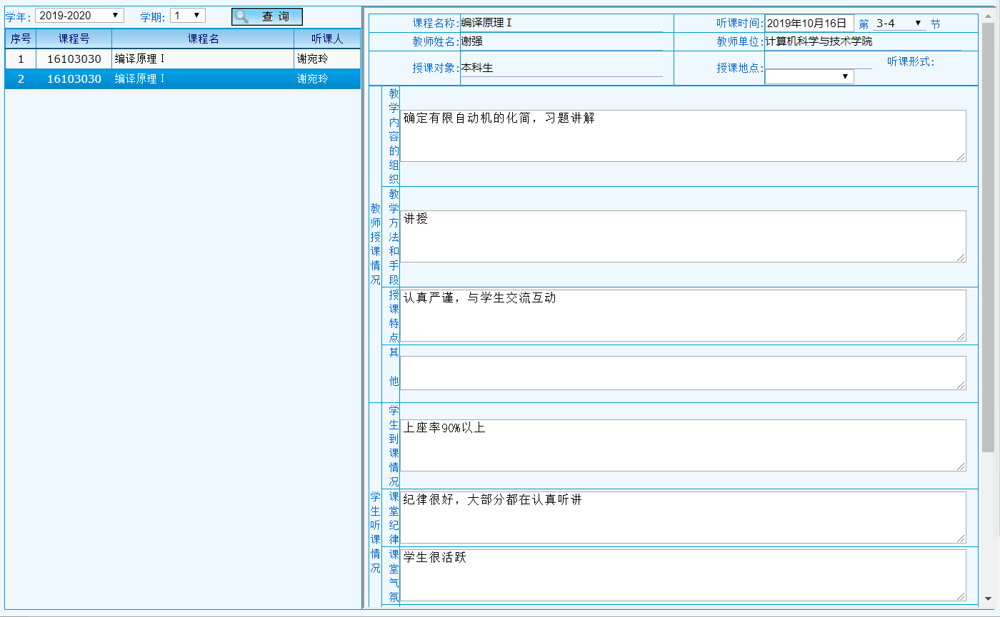 学年: 2019-2020 学期: 1 查 询
序号 课程号 课程名 听课人
1 16103030 编译原理Ⅰ 谢宛玲
2 16103030 编译原理Ⅰ 谢宛玲
课程名称: 编译原理Ⅰ 听课时间: 2019年10月16日 第 3-4 节
教师姓名: 谢强 教师单位: 计算机科学与技术学院
授课对象: 本科生 授课地点: 听课形式:
教师授课情况
教学内容的组织
确定有限自动机的化简，习题讲解
教学方法和手段
讲授
授课特点
认真严谨，与学生交流互动
其他
学生听课情况
学生到课情况
上座率90%以上
课堂纪律
纪律很好，大部分都在认真听讲
课堂气氛
学生很活跃